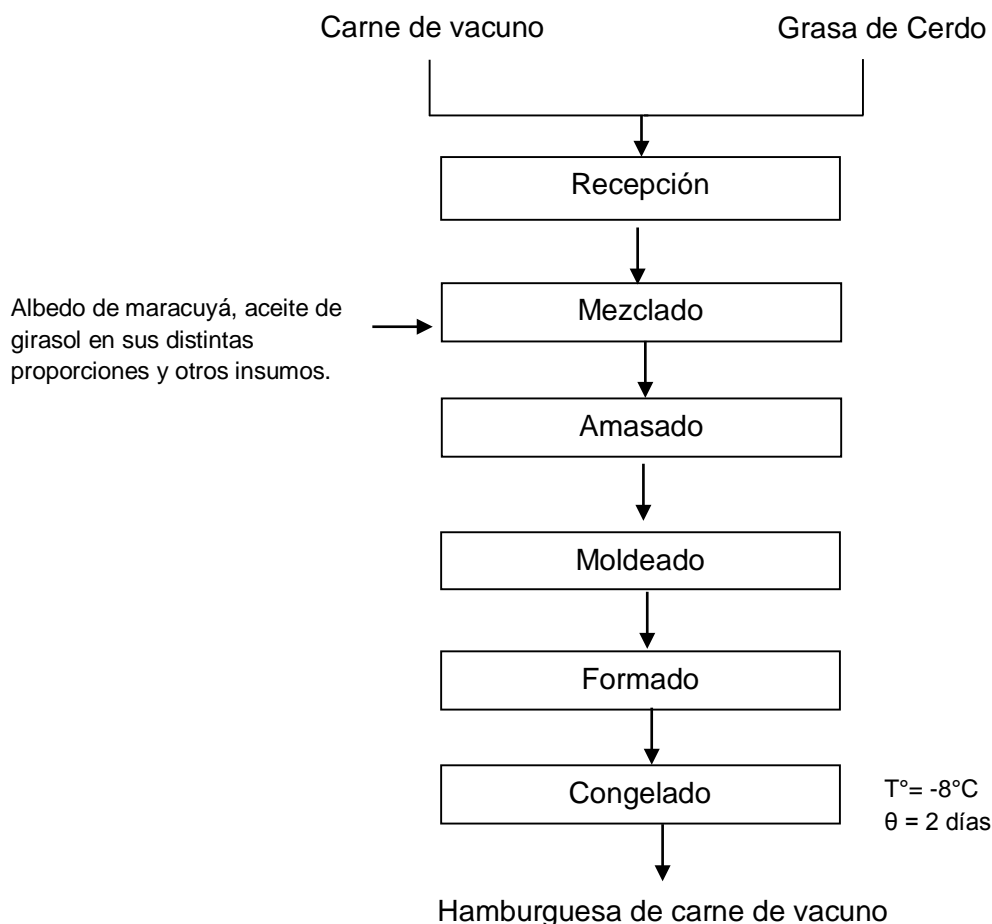 Carne de vacuno
Grasa de Cerdo
Recepción
Albedo de maracuyá, aceite de
girasol en sus distintas
proporciones y otros insumos.
Mezclado
Amasado
Moldeado
Formado
Congelado
T°= -8°C
θ = 2 días
Hamburguesa de carne de vacuno